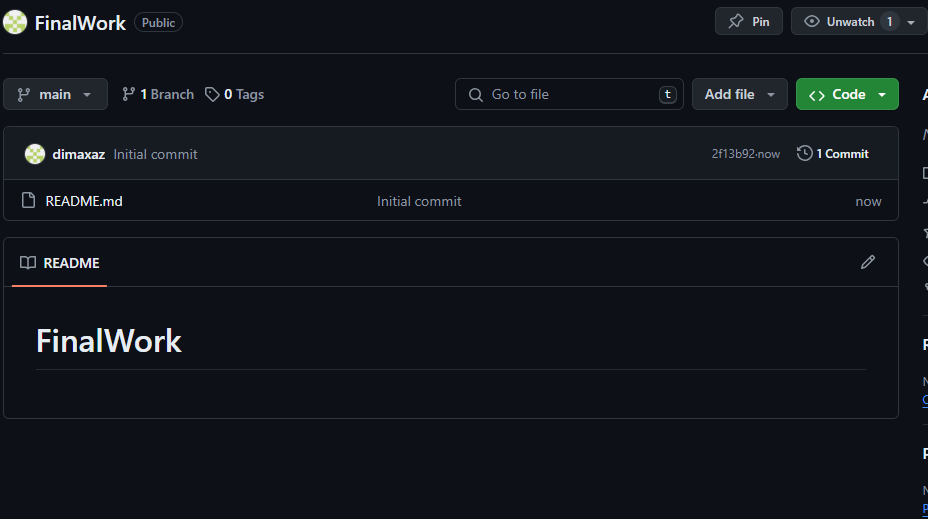 FinalWork Public Pin Unwatch 1
main 1 Branch 0 Tags Go to file t Add file Code
dimaxaz Initial commit 2f13b92·now 1 Commit
README.md Initial commit now
README
FinalWork